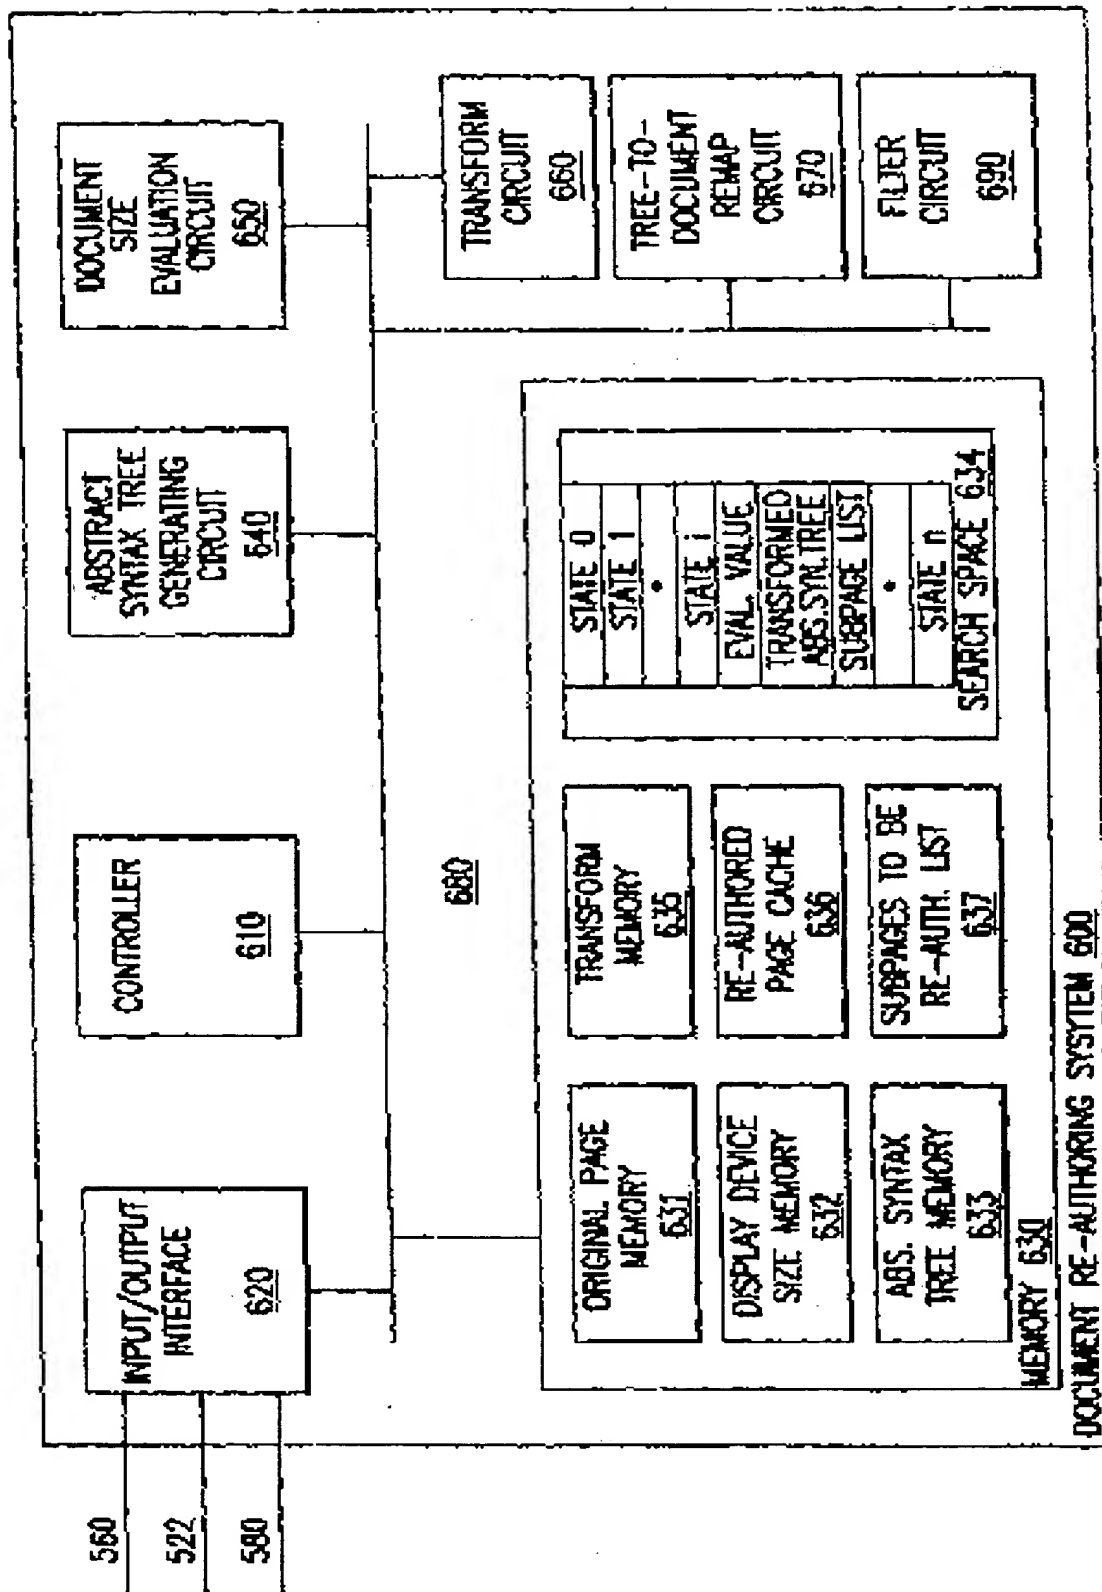 560
522
580
INPUT/OUTPUT
INTERFACE
620
CONTROLLER
610
ABSTRACT
SYNTAX TREE
GENERATING
CIRCUIT
640
DOCUMENT
SIZE
EVALUATION
CIRCUIT
650
680
TRANSFORM
CIRCUIT
660
TREE-TO-
DOCUMENT
REMAP
CIRCUIT
670
FILTER
CIRCUIT
690
ORIGINAL PAGE
MEMORY
631
DISPLAY DEVICE
SIZE MEMORY
632
ABS. SYNTAX
TREE MEMORY
633
TRANSFORM
MEMORY
635
RE-AUTHORED
PAGE CACHE
636
SUBPAGES TO BE
RE-AUTH. LIST
637
STATE 0
STATE 1
•
STATE i
EVAL. VALUE
TRANSFORMED
ABS.SYN.TREE
SUBPAGE LIST
•
STATE n
SEARCH SPACE 634
MEMORY 630
DOCUMENT RE-AUTHORING SYSYTEM 600